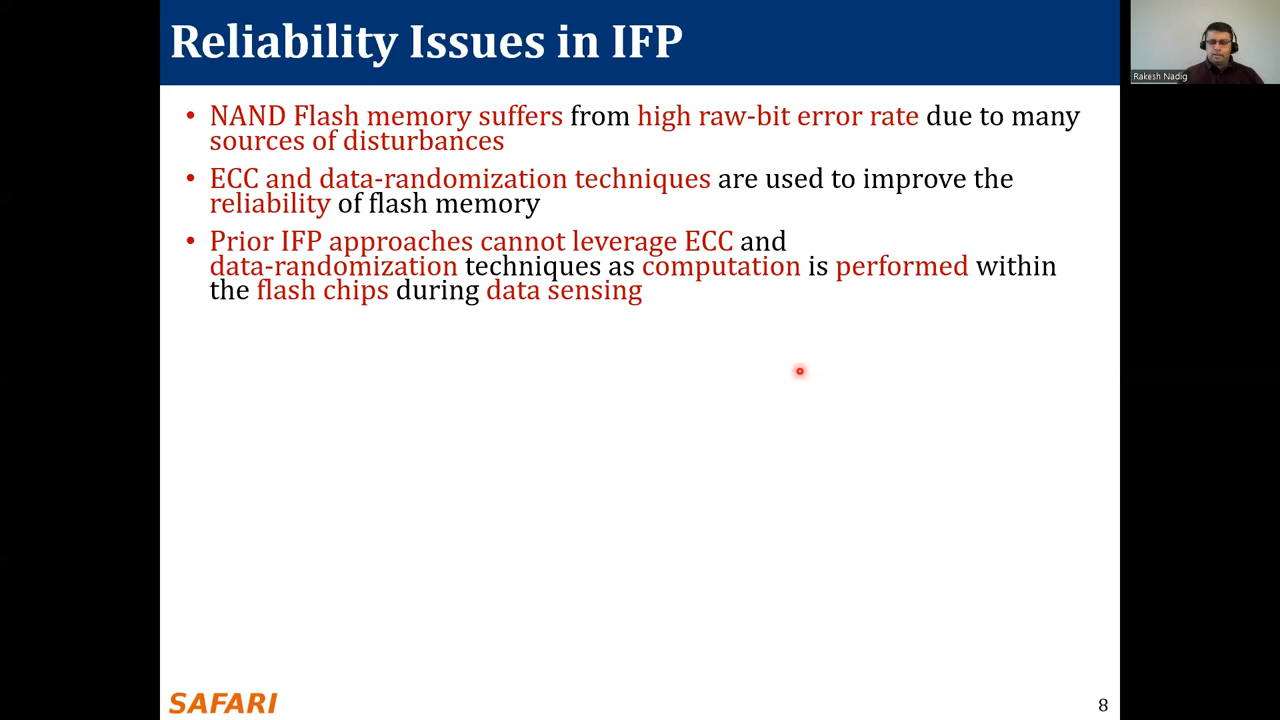 Reliability Issues in IFP
Rakesh Nadig
• NAND Flash memory suffers from high raw-bit error rate due to many
sources of disturbances
• ECC and data-randomization techniques are used to improve the
reliability of flash memory
• Prior IFP approaches cannot leverage ECC and
data-randomization techniques as computation is performed within
the flash chips during data sensing
SAFARI
8